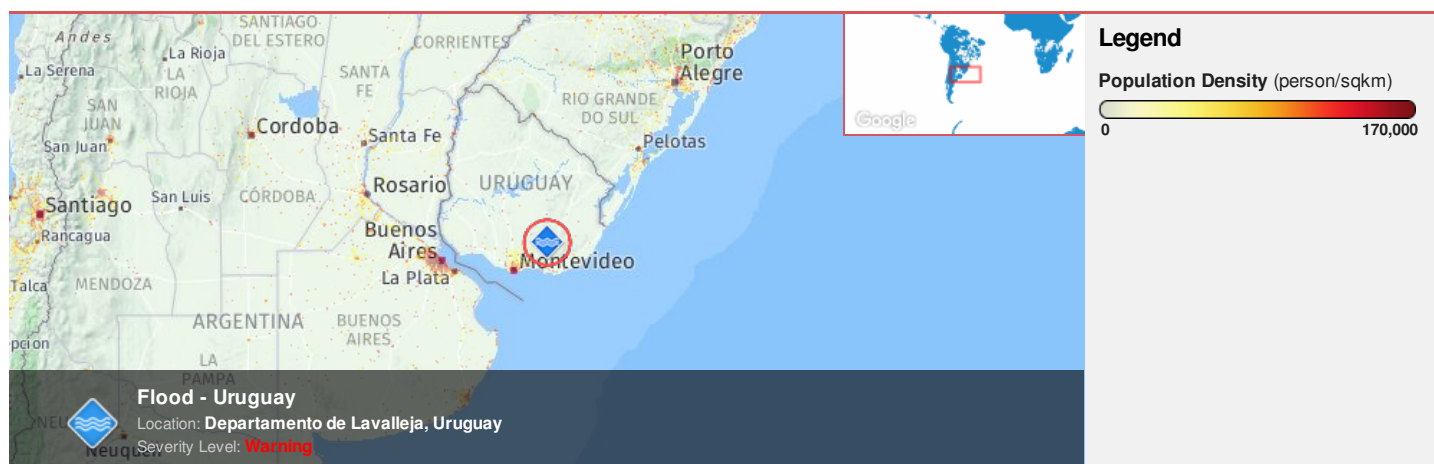 Andes
SANTIAGO
DEL ESTERO
La Rioja
CORRIENTES
Porto
Alegre
La Serena
LA
RIOJA
SANTA
FE
RIO GRANDE
DO SUL
SAN
JUAN
Cordoba
Santa Fe
San Juan
Pelotas
Rosario
URUGUAY
San Luis
CÓRDOBA
Santiago
Rancagua
Buenos
Aires
Montevideo
La Plata
Talca
MENDOZA
ARGENTINA
BUENOS
AIRES
pcion
LA
PAMPA
NEU
Neuquen
Google
Flood - Uruguay
Location: Departamento de Lavalleja, Uruguay
Severity Level: Warning
Legend
Population Density (person/sqkm)
0 170,000